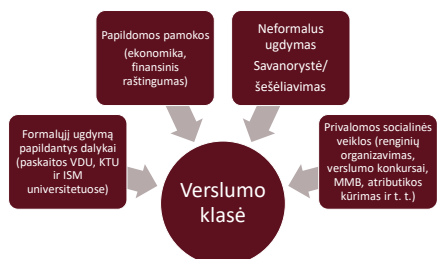 Papildomos pamokos
(ekonomika,
finansinis
raštingumas)
Neformalus
ugdymas
Savanorystė/
šešėliavimas
Formalųjį ugdymą
papildantys dalykai
(paskaitos VDU, KTU
ir ISM
universitetuose)
Privalomos socialinės
veiklos (renginių
organizavimas,
verslumo konkursai,
MMB, atributikos
kūrimas ir t. t.)
Verslumo
klasė